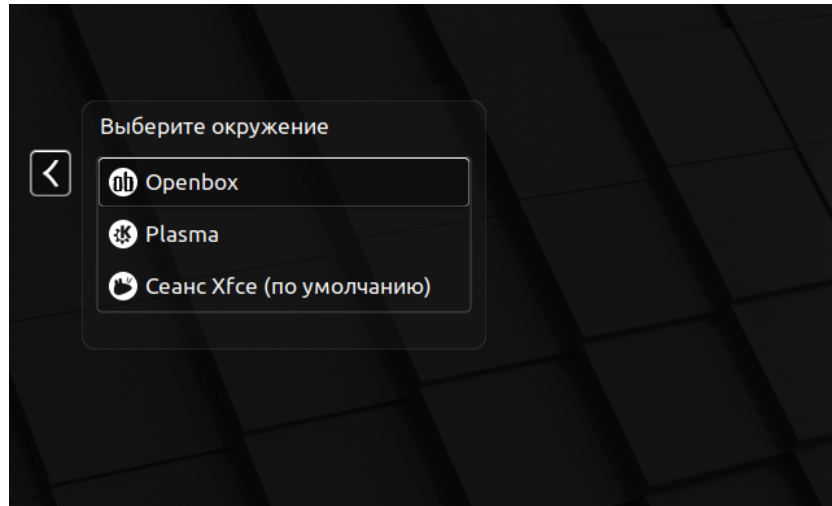 Выберите окружение
Openbox
Plasma
Сеанс Xfce (по умолчанию)